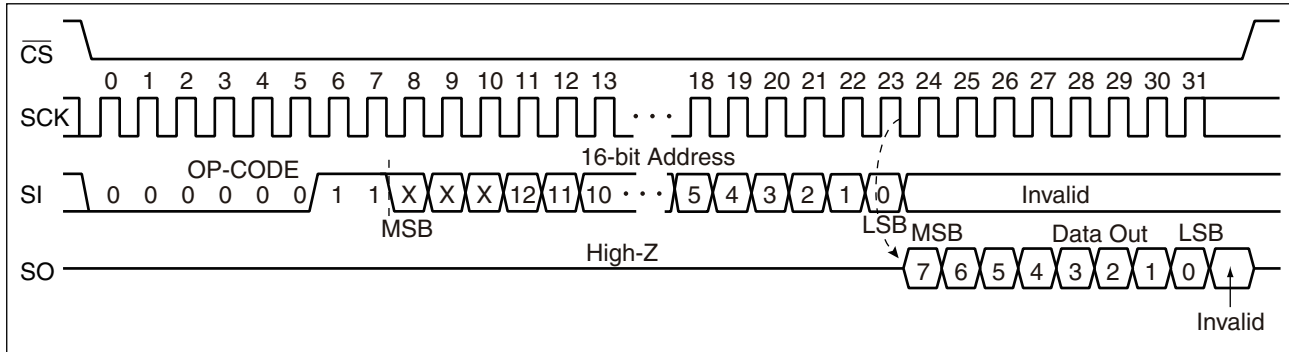 CS
0 1 2 3 4 5 6 7 8 9 10 11 12 13 18 19 20 21 22 23 24 25 26 27 28 29 30 31
SCK
···
OP-CODE 16-bit Address
SI 0 0 0 0 0 0 1 1 X X X 12 11 10 ··· 5 4 3 2 1 0 Invalid
MSB LSB
High-Z MSB Data Out LSB
SO 7 6 5 4 3 2 1 0
Invalid